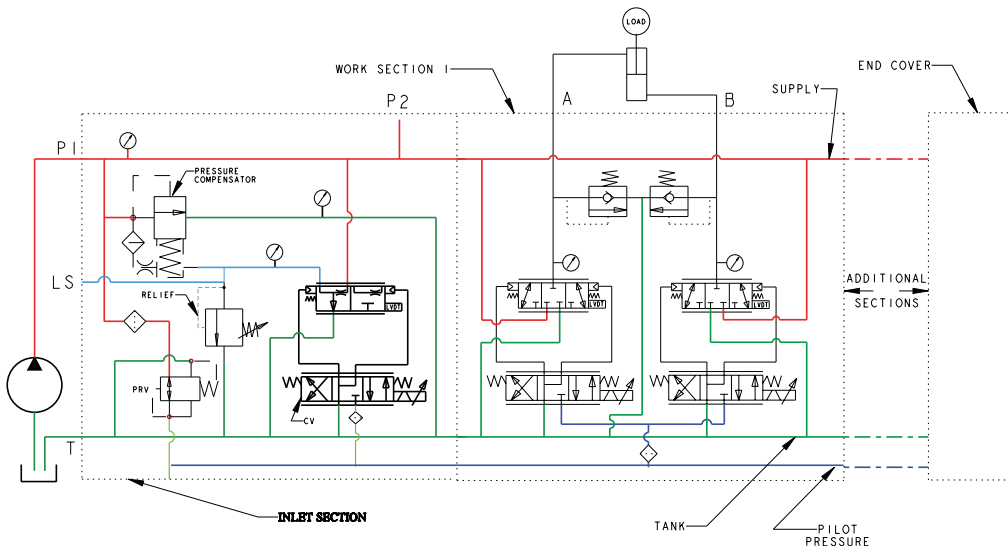 LOAD
WORK SECTION 1
END COVER
SUPPLY
P2
A
B
P1
PRESSURE
COMPENSATOR
LS
RELIEF
LVDT
LVDT
LVDT
ADDITIONAL
SECTIONS
PRV
CV
T
INLET SECTION
TANK
PILOT
PRESSURE